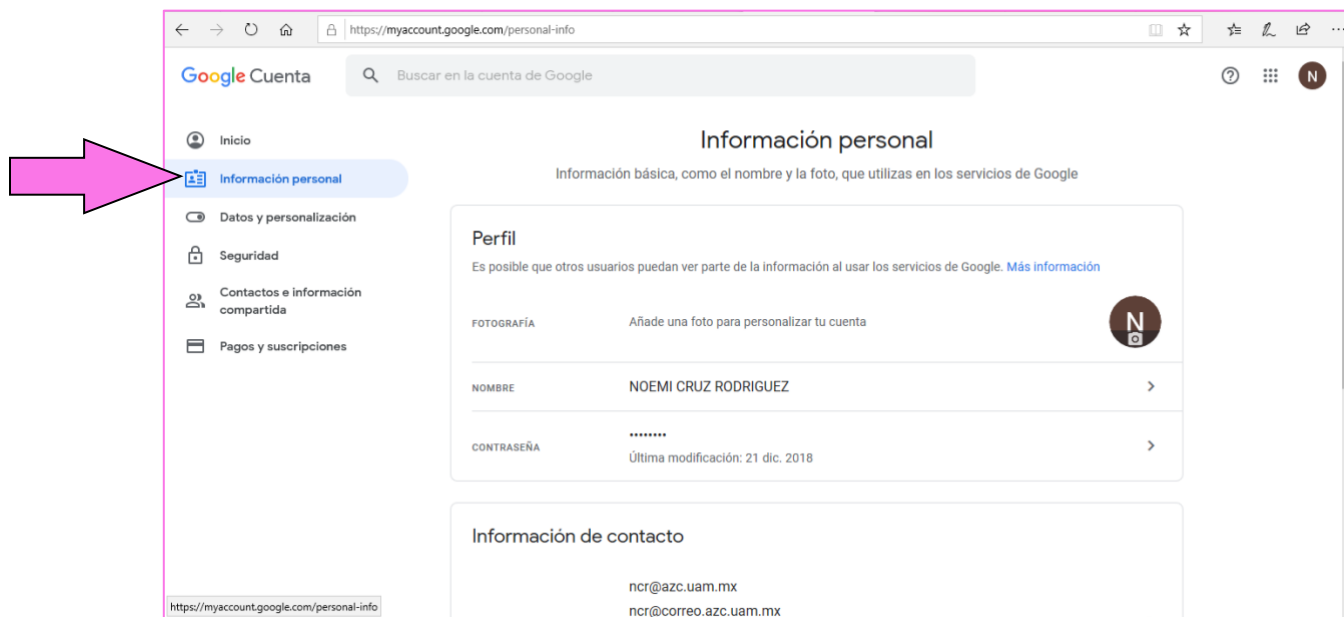 https://myaccount.google.com/personal-info
Google Cuenta
Buscar en la cuenta de Google
N
Inicio
Información personal
Datos y personalización
Seguridad
Contactos e información
compartida
Pagos y suscripciones
Información personal
Información básica, como el nombre y la foto, que utilizas en los servicios de Google
Perfil
Es posible que otros usuarios puedan ver parte de la información al usar los servicios de Google. Más información
FOTOGRAFÍA Añade una foto para personalizar tu cuenta N
NOMBRE NOEMI CRUZ RODRIGUEZ
CONTRASEÑA ••••••••
Última modificación: 21 dic. 2018
Información de contacto
ncr@azc.uam.mx
ncr@correo.azc.uam.mx
https://myaccount.google.com/personal-info